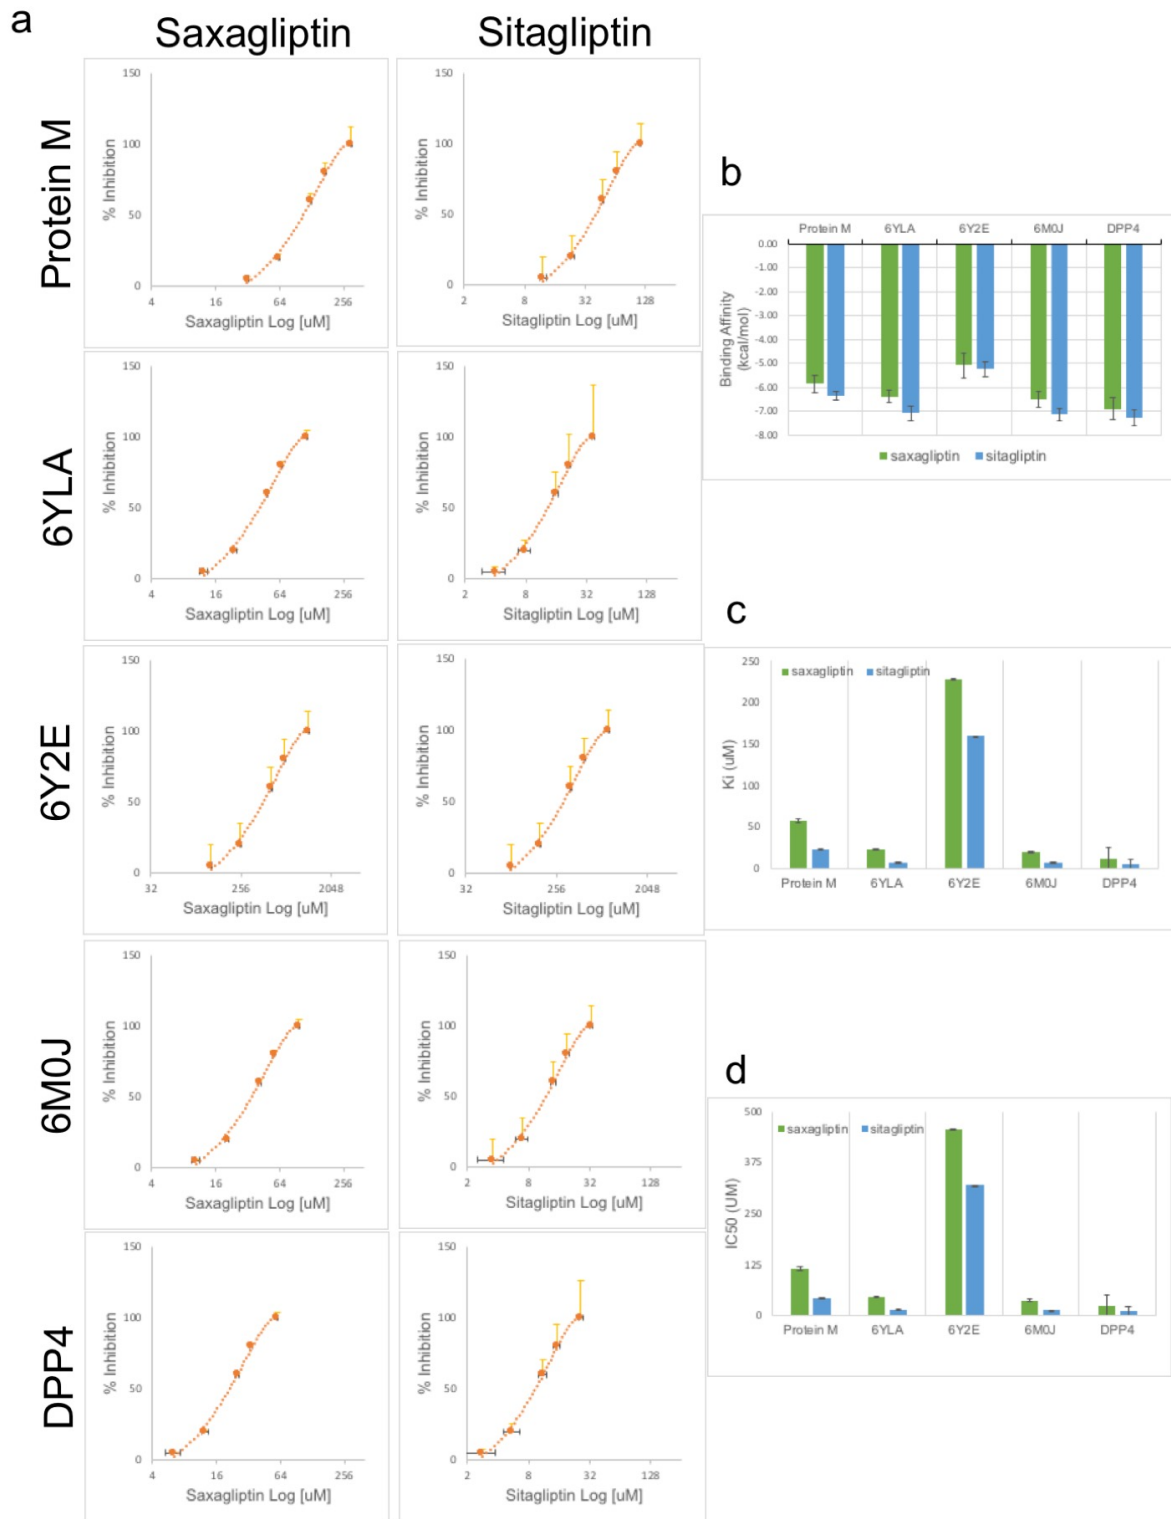 a
Saxagliptin
Sitagliptin
Protein M
150
100
50
0
% Inhibition
4 16 64 256
Saxagliptin Log [uM]
150
100
50
0
% Inhibition
2 8 32 128
Sitagliptin Log [uM]
6YLA
150
100
50
0
% Inhibition
4 16 64 256
Saxagliptin Log [uM]
150
100
50
0
% Inhibition
2 8 32 128
Sitagliptin Log [uM]
6Y2E
150
100
50
0
% Inhibition
32 256 2048
Saxagliptin Log [uM]
150
100
50
0
% Inhibition
32 256 2048
Sitagliptin Log [uM]
6M0J
150
100
50
0
% Inhibition
4 16 64 256
Saxagliptin Log [uM]
150
100
50
0
% Inhibition
2 8 32 128
Sitagliptin Log [uM]
DPP4
150
100
50
0
% Inhibition
4 16 64 256
Saxagliptin Log [uM]
150
100
50
0
% Inhibition
2 8 32 128
Sitagliptin Log [uM]
b
Protein M 6YLA 6Y2E 6M0J DPP4
0.00
-1.00
-2.00
-3.00
-4.00
-5.00
-6.00
-7.00
-8.00
Binding Affinity
(kcal/mol)
saxagliptin sitagliptin
c
250
200
150
100
50
0
Ki (uM)
saxagliptin sitagliptin
Protein M 6YLA 6Y2E 6M0J DPP4
d
500
375
250
125
0
IC50 (UM)
saxagliptin sitagliptin
Protein M 6YLA 6Y2E 6M0J DPP4